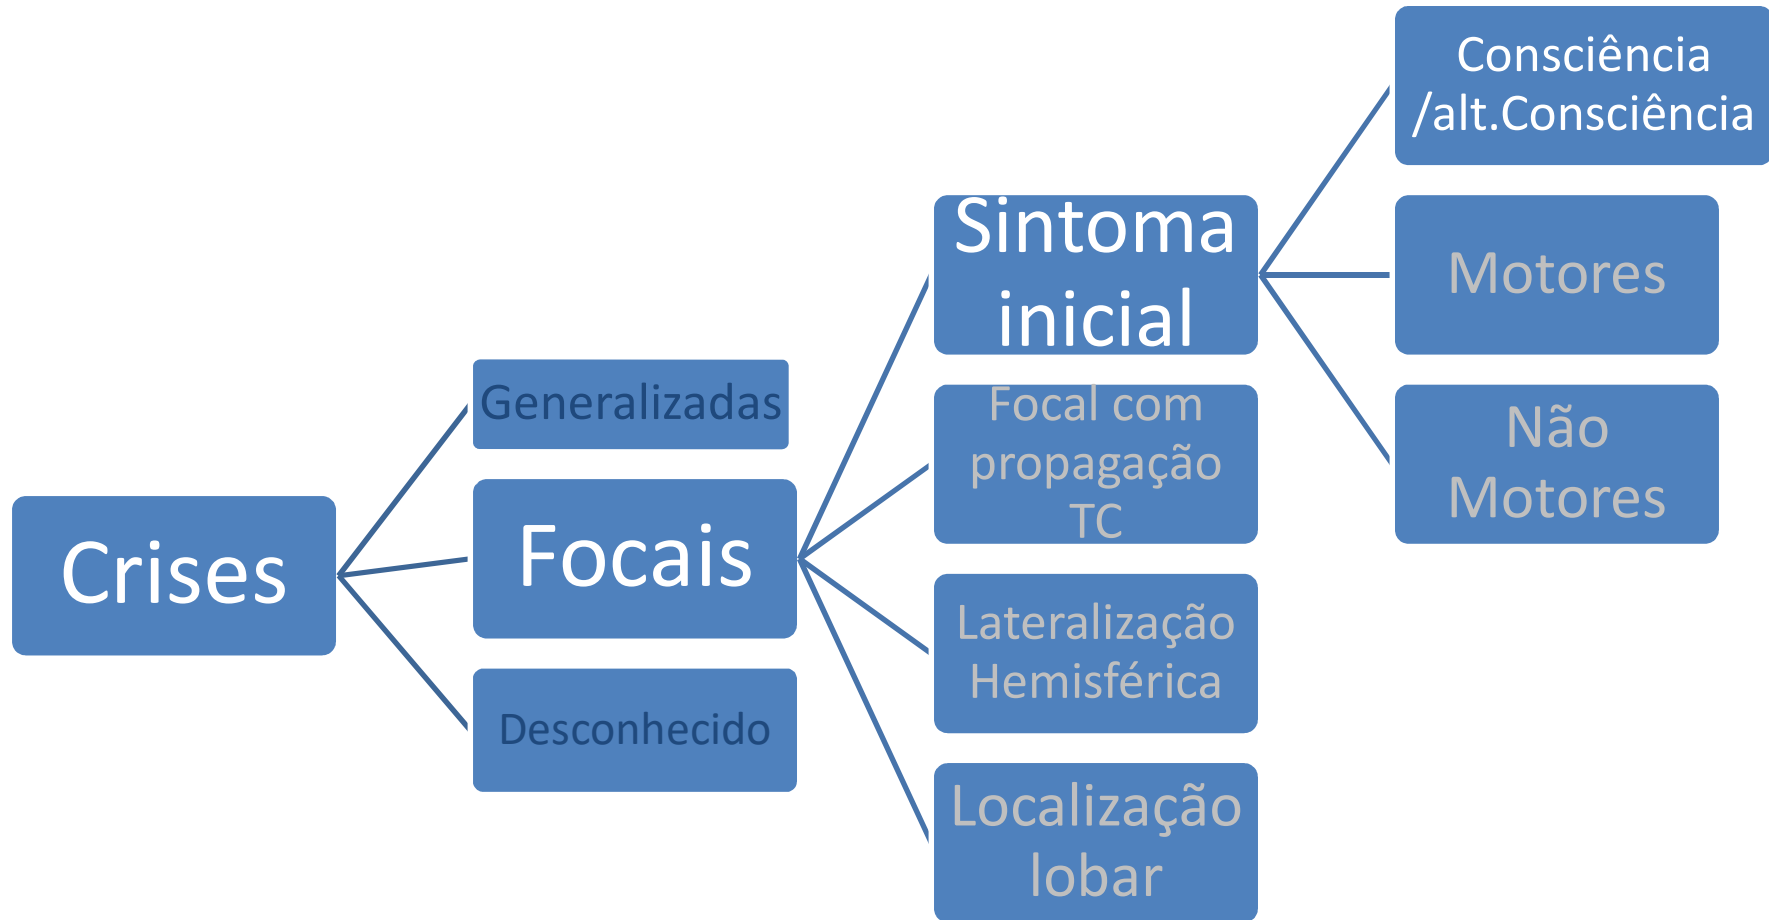 Crises
Generalizadas
Focais
Desconhecido
Sintoma
inicial
Focal com
propagação
TC
Lateralização
Hemisférica
Localização
lobar
Consciência
/alt.Consciência
Motores
Não
Motores